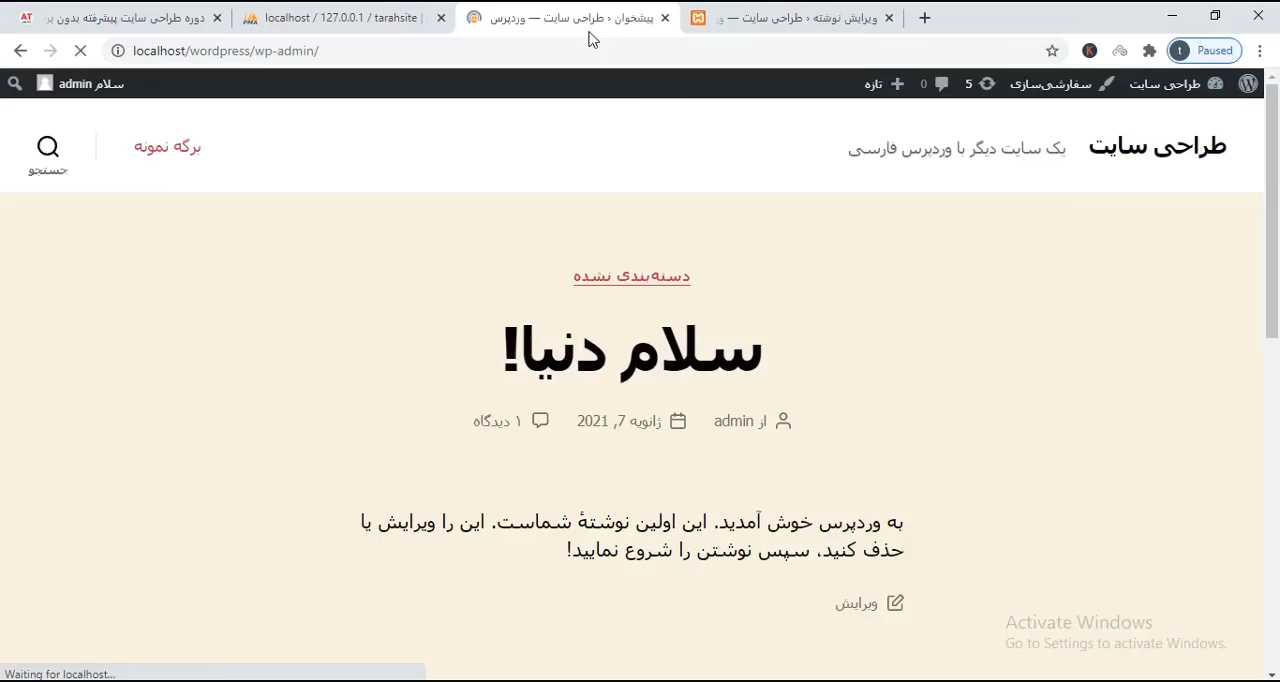 دوره طراحی سایت پیشرفته بدون
localhost / 127.0.0.1 / tarahsite |
پیشخوان ‹ طراحی سایت — وردپرس
ویرایش نوشته ‹ طراحی سایت —
localhost/wordpress/wp-admin/
Paused
طراحی سایت
سفارشی‌سازی
5
0
تازه
سلام admin
طراحی سایت
یک سایت دیگر با وردپرس فارسی
برگه نمونه
جستجو
دسته‌بندی نشده
سلام دنیا!
از admin
ژانویه 7, 2021
۱ دیدگاه
به وردپرس خوش آمدید. این اولین نوشتهٔ شماست. این را ویرایش یا
حذف کنید، سپس نوشتن را شروع نمایید!
ویرایش
Activate Windows
Go to Settings to activate Windows.
Waiting for localhost...